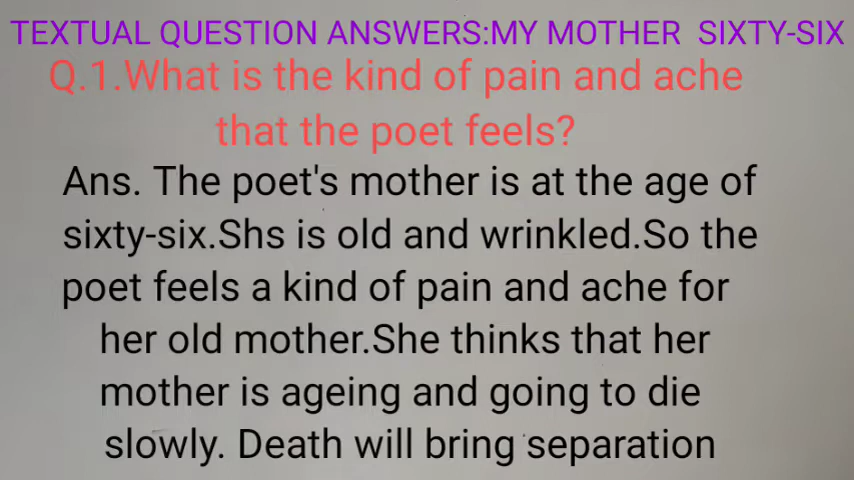 TEXTUAL QUESTION ANSWERS:MY MOTHER SIXTY-SIX
Q.1.What is the kind of pain and ache
that the poet feels?
Ans. The poet's mother is at the age of
sixty-six.Shs is old and wrinkled.So the
poet feels a kind of pain and ache for
her old mother.She thinks that her
mother is ageing and going to die
slowly. Death will bring separation